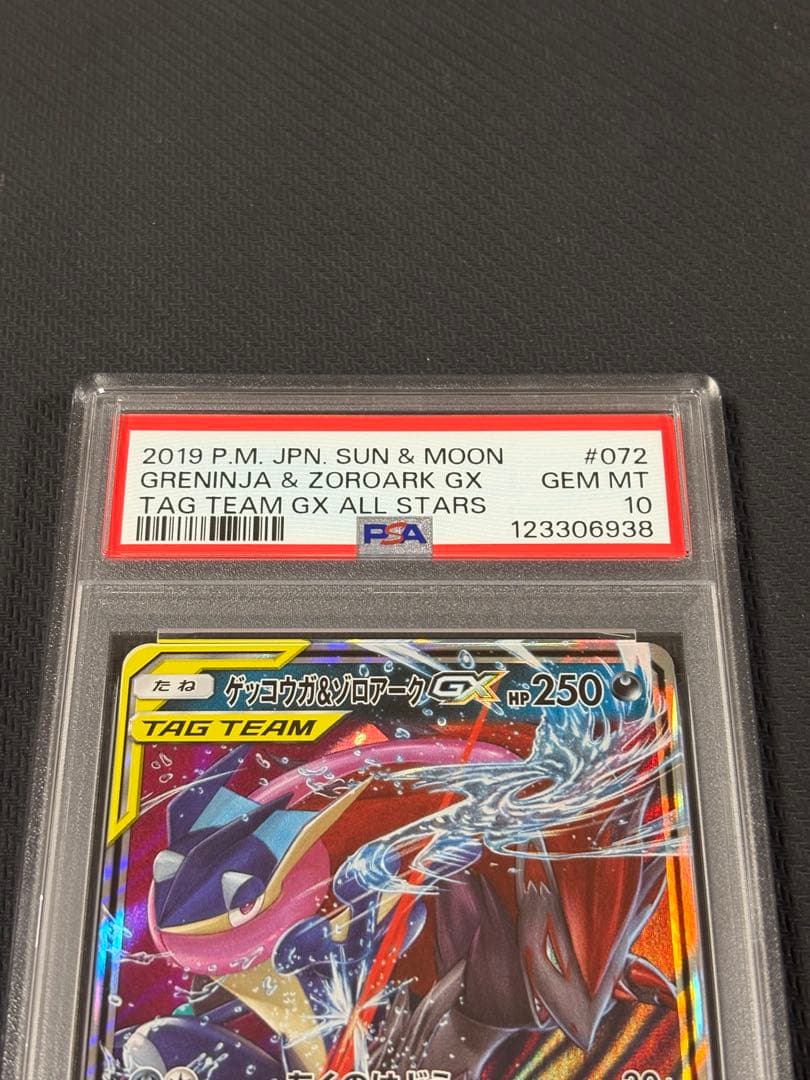 2019 P.M. JPN. SUN & MOON #072
GRENINJA & ZOROARK GX GEM MT
TAG TEAM GX ALL STARS 10
PSA 123306938
たね ゲッコウガ&ゾロアークGX HP250
TAG TEAM